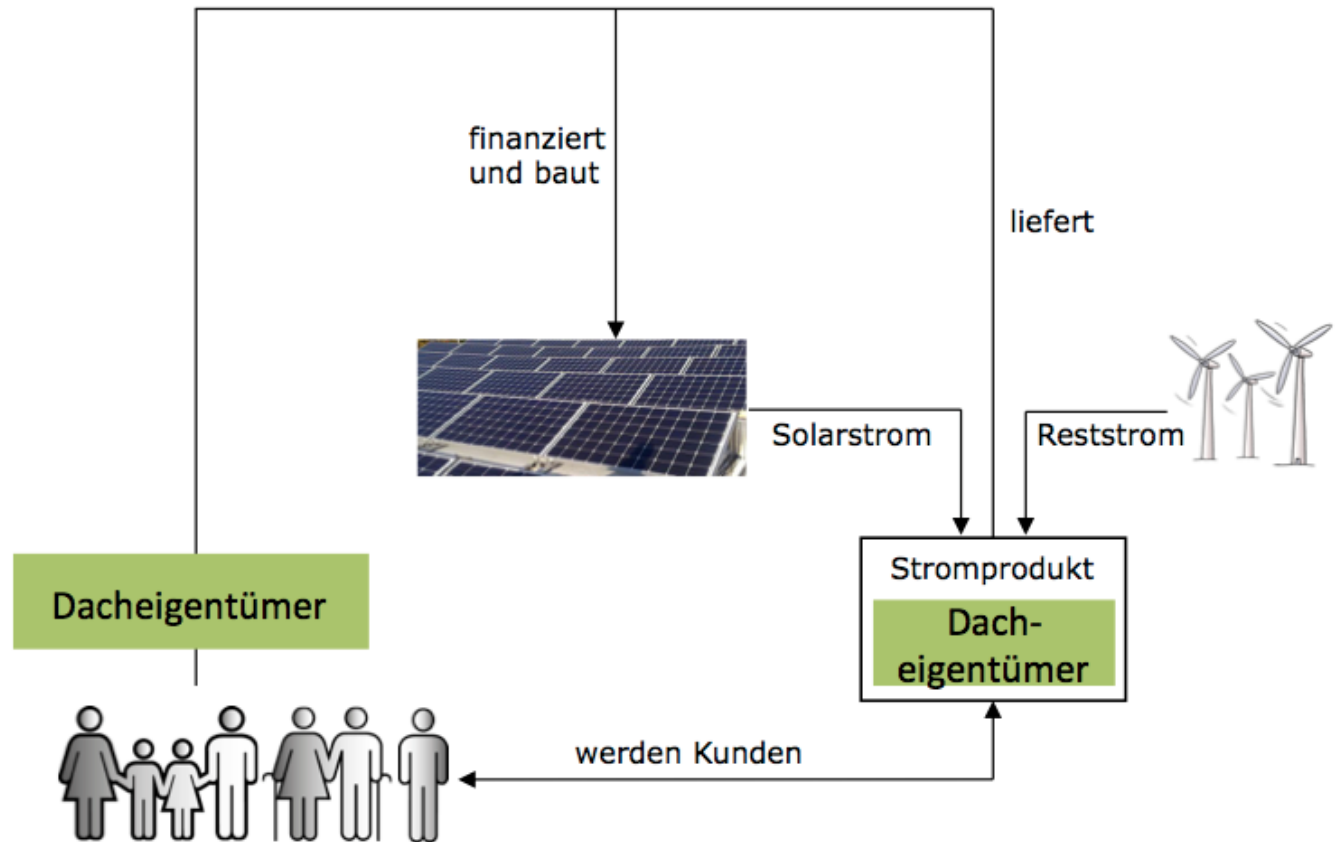 finanziert
und baut
liefert
Solarstrom
Reststrom
Stromprodukt
Dach-
eigentümer
Dacheigentümer
werden Kunden